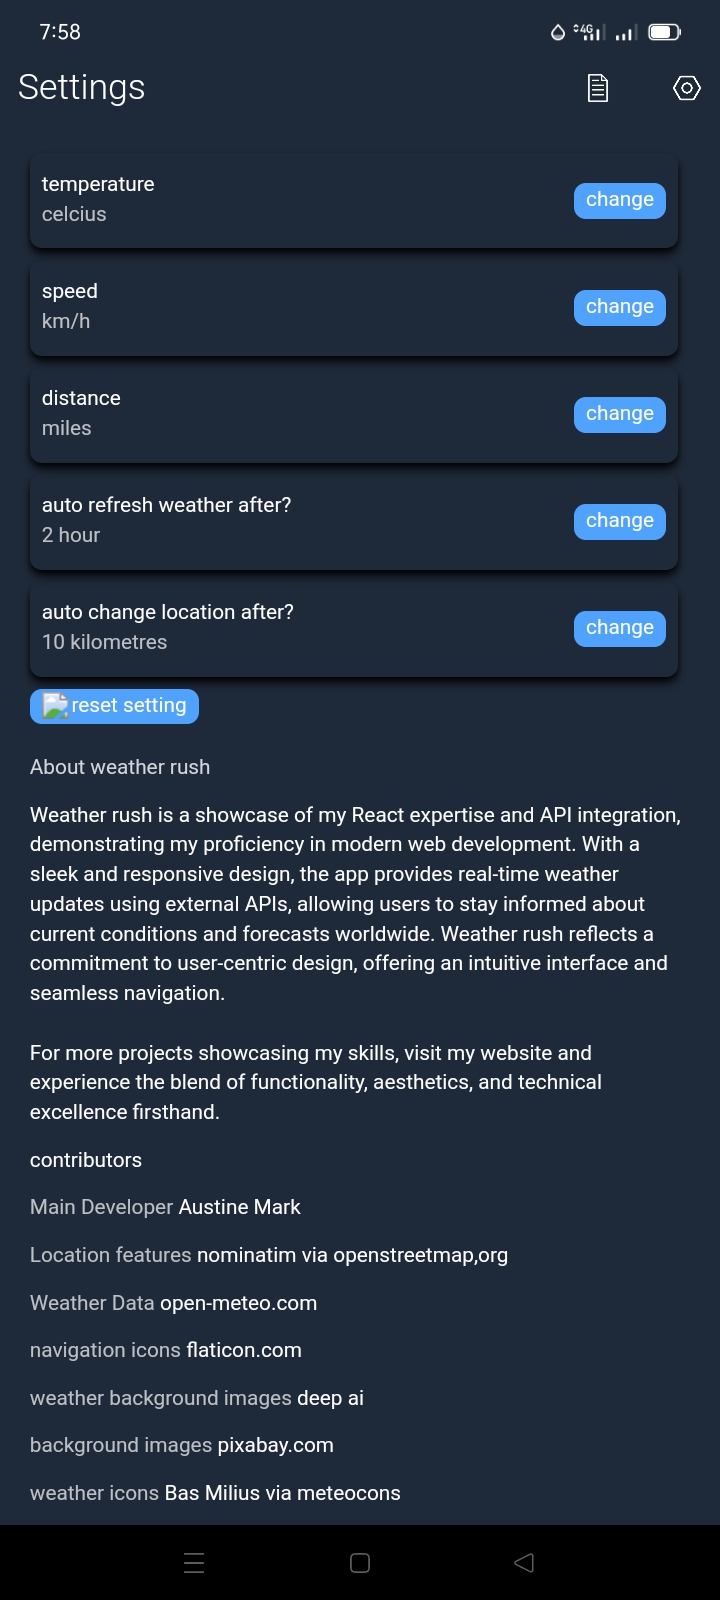 7:58
4G
Settings
temperature
celcius
change
speed
km/h
change
distance
miles
change
auto refresh weather after?
2 hour
change
auto change location after?
10 kilometres
change
reset setting
About weather rush
Weather rush is a showcase of my React expertise and API integration,
demonstrating my proficiency in modern web development. With a
sleek and responsive design, the app provides real-time weather
updates using external APIs, allowing users to stay informed about
current conditions and forecasts worldwide. Weather rush reflects a
commitment to user-centric design, offering an intuitive interface and
seamless navigation.
For more projects showcasing my skills, visit my website and
experience the blend of functionality, aesthetics, and technical
excellence firsthand.
contributors
Main Developer Austine Mark
Location features nominatim via openstreetmap,org
Weather Data open-meteo.com
navigation icons flaticon.com
weather background images deep ai
background images pixabay.com
weather icons Bas Milius via meteocons